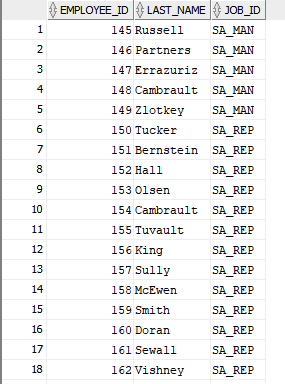 EMPLOYEE_ID LAST_NAME JOB_ID
1 145 Russell SA_MAN
2 146 Partners SA_MAN
3 147 Errazuriz SA_MAN
4 148 Cambrault SA_MAN
5 149 Zlotkey SA_MAN
6 150 Tucker SA_REP
7 151 Bernstein SA_REP
8 152 Hall SA_REP
9 153 Olsen SA_REP
10 154 Cambrault SA_REP
11 155 Tuvault SA_REP
12 156 King SA_REP
13 157 Sully SA_REP
14 158 McEwen SA_REP
15 159 Smith SA_REP
16 160 Doran SA_REP
17 161 Sewall SA_REP
18 162 Vishney SA_REP